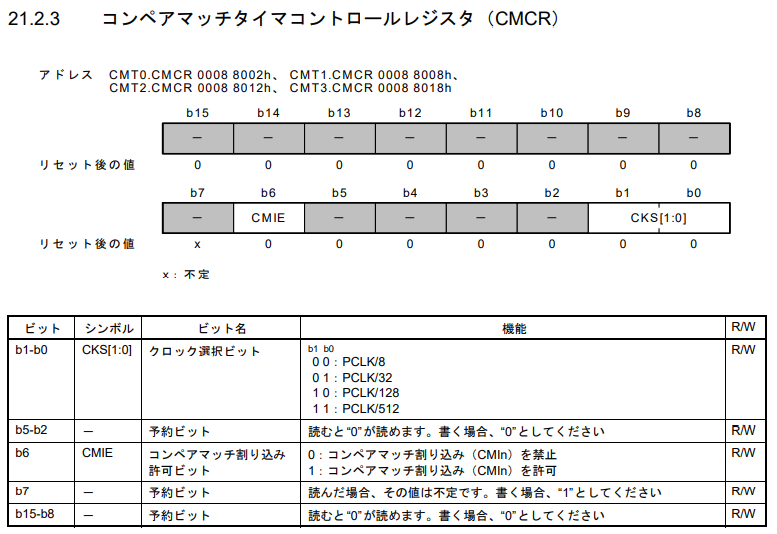 21.2.3 コンペアマッチタイマコントロールレジスタ（CMCR）
アドレス CMT0.CMCR 0008 8002h、 CMT1.CMCR 0008 8008h、
CMT2.CMCR 0008 8012h、 CMT3.CMCR 0008 8018h
b15 b14 b13 b12 b11 b10 b9 b8
— — — — — — — —
リセット後の値 0 0 0 0 0 0 0 0
b7 b6 b5 b4 b3 b2 b1 b0
— CMIE — — — — CKS[1:0]
リセット後の値 x 0 0 0 0 0 0 0
x：不定
ビット シンボル ビット名 機能 R/W
b1-b0 CKS[1:0] クロック選択ビット b1 b0 R/W
0 0：PCLK/8
0 1：PCLK/32
1 0：PCLK/128
1 1：PCLK/512
b5-b2 — 予約ビット 読むと“0”が読めます。書く場合、“0”としてください R/W
b6 CMIE コンペアマッチ割り込み 0：コンペアマッチ割り込み（CMIn）を禁止 R/W
許可ビット 1：コンペアマッチ割り込み（CMIn）を許可
b7 — 予約ビット 読んだ場合、その値は不定です。書く場合、“1”としてください R/W
b15-b8 — 予約ビット 読むと“0”が読めます。書く場合、“0”としてください R/W